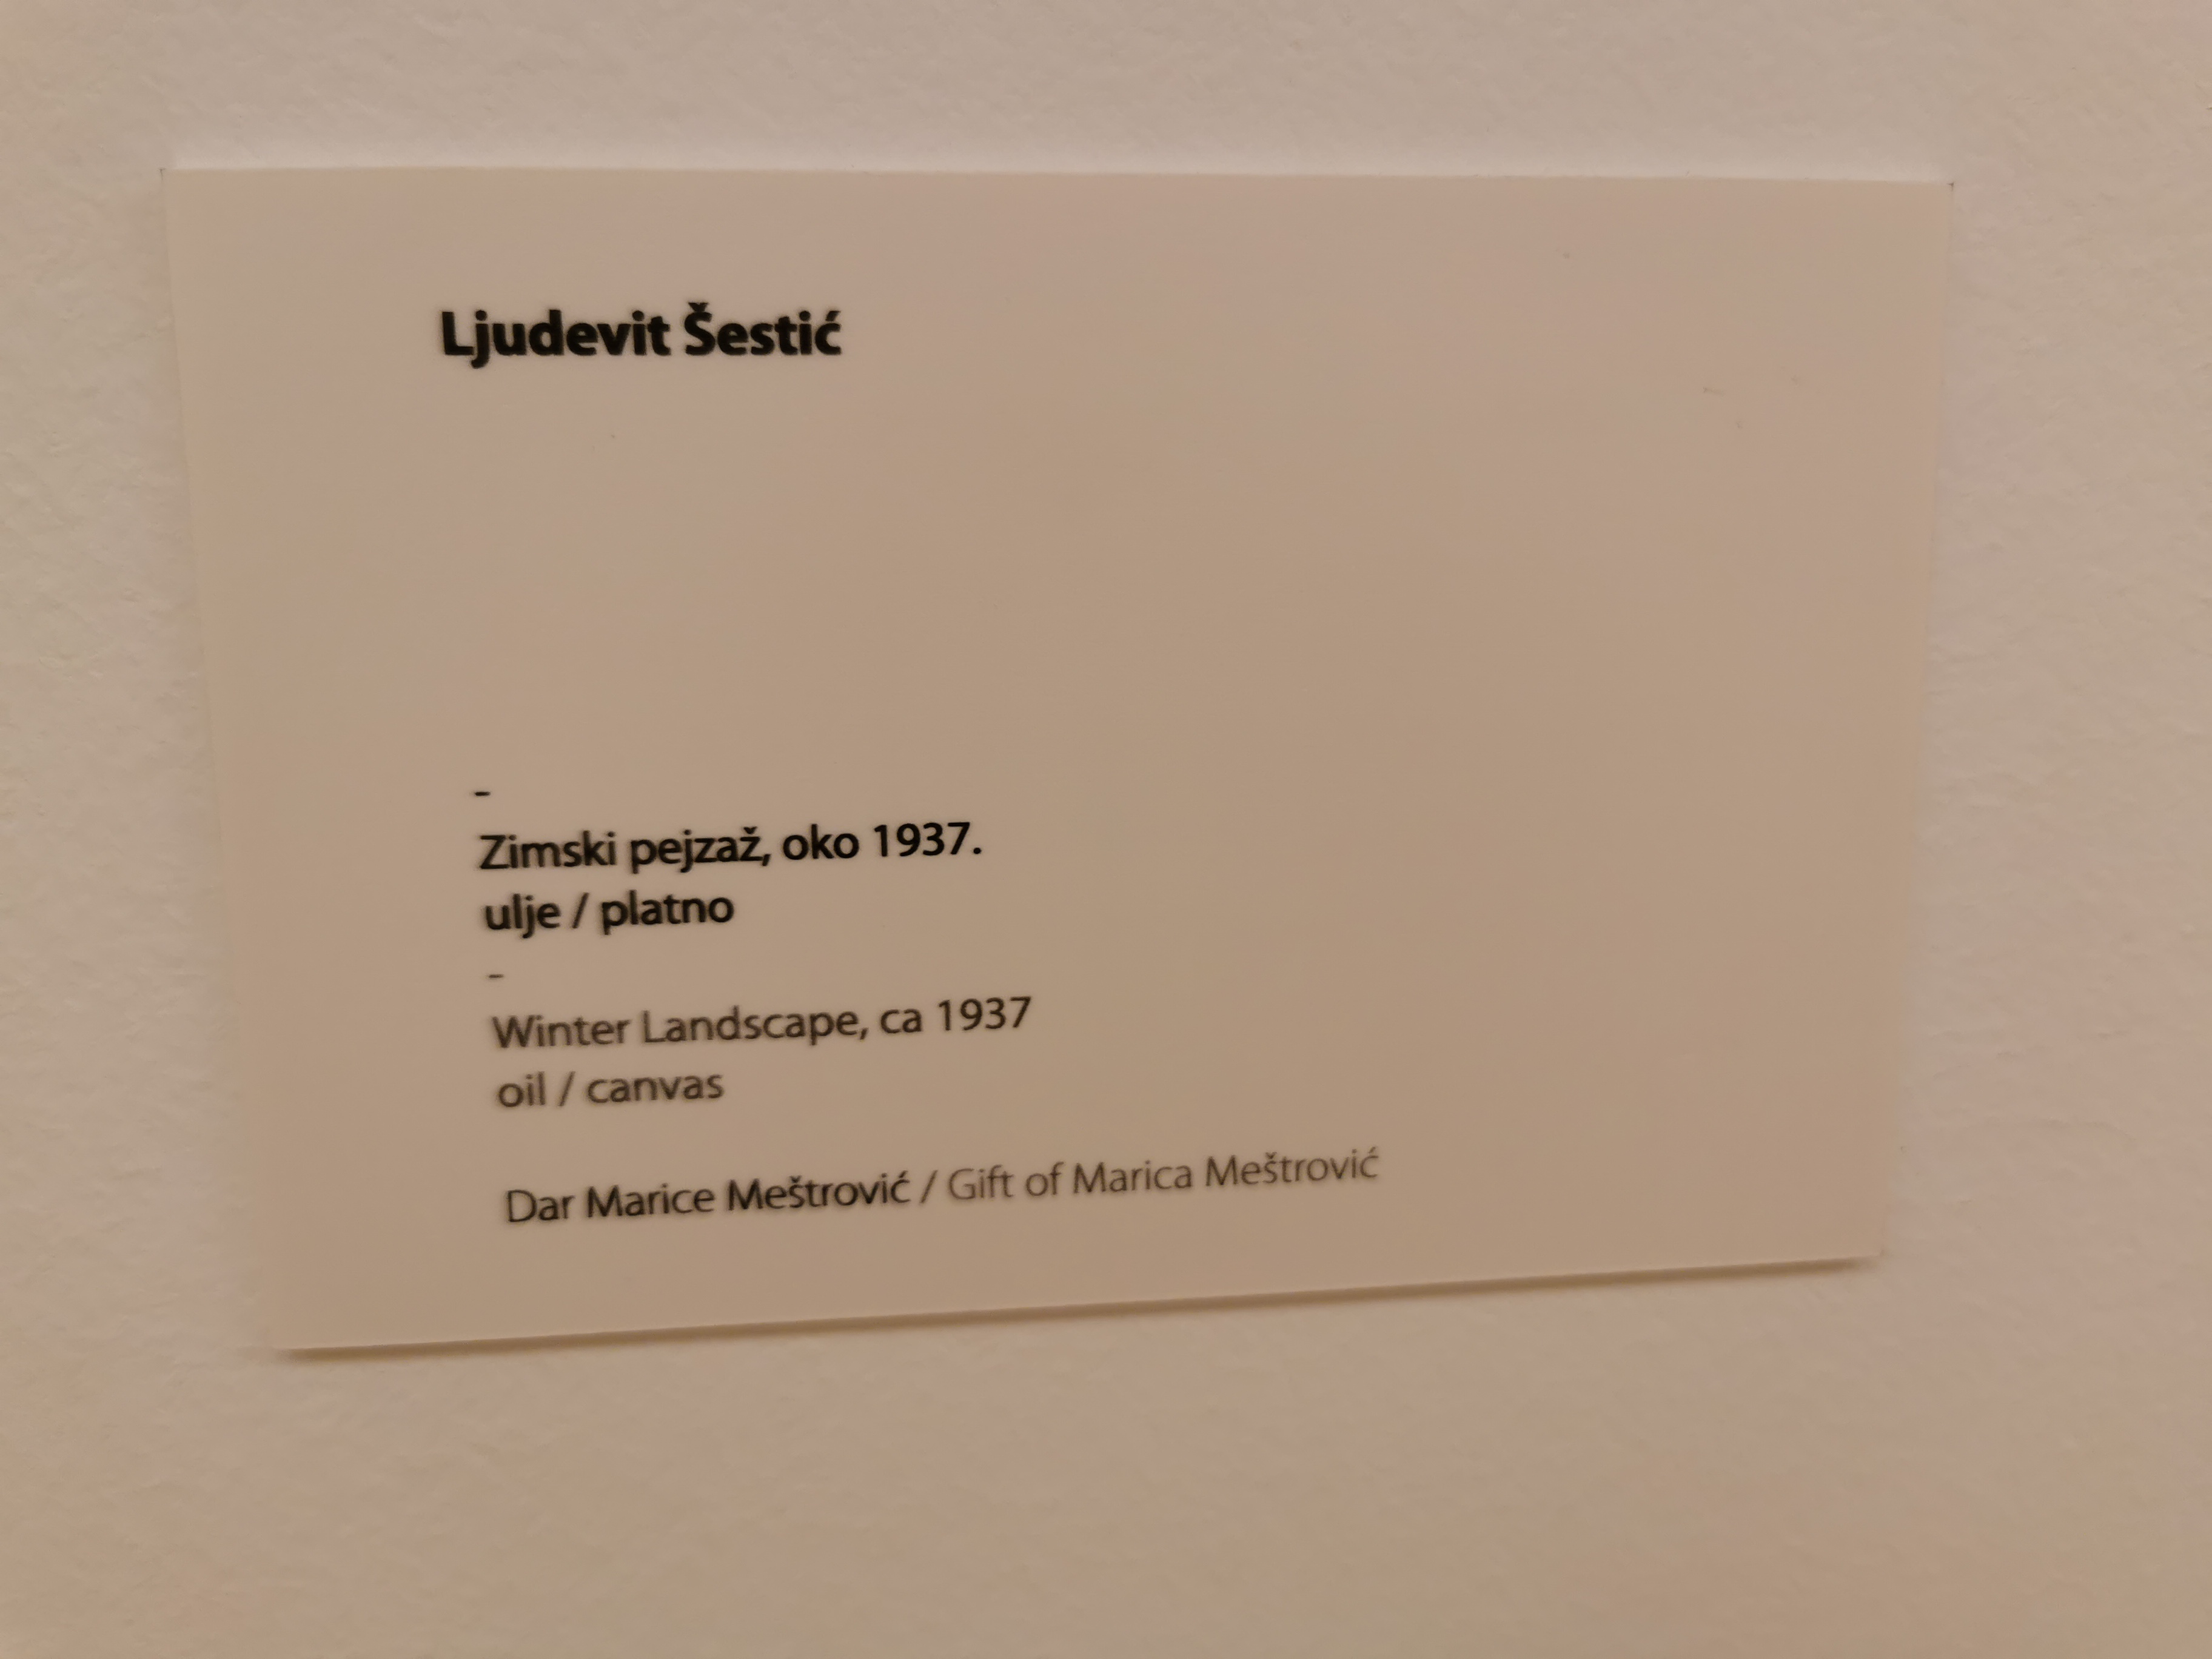 Ljudevit Šestić
-
Zimski pejzaž, oko 1937.
ulje / platno
-
Winter Landscape, ca 1937
oil / canvas
Dar Marice Meštrović / Gift of Marica Meštrović